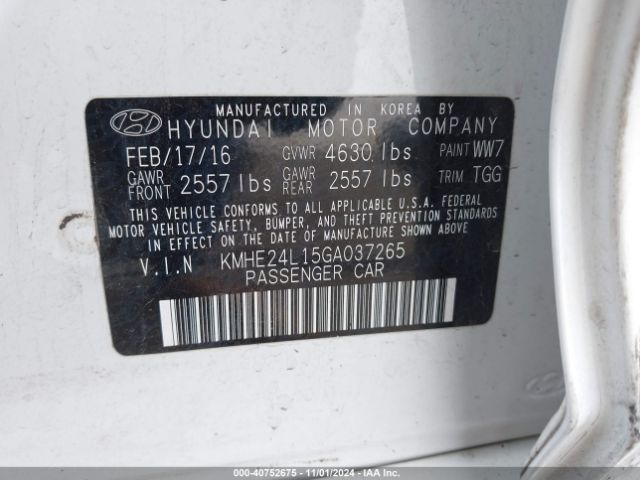 MANUFACTURED IN KOREA BY
HYUNDAI MOTOR COMPANY
FEB/17/16 GVWR 4630 lbs PAINT WW7
GAWR FRONT 2557 lbs GAWR REAR 2557 lbs TRIM TGG
THIS VEHICLE CONFORMS TO ALL APPLICABLE U.S.A. FEDERAL
MOTOR VEHICLE SAFETY, BUMPER, AND THEFT PREVENTION STANDARDS
IN EFFECT ON THE DATE OF MANUFACTURE SHOWN ABOVE.
V.I.N KMHE24L15GA037265
PASSENGER CAR
000-40752675 - 11/01/2024 - IAA Inc.